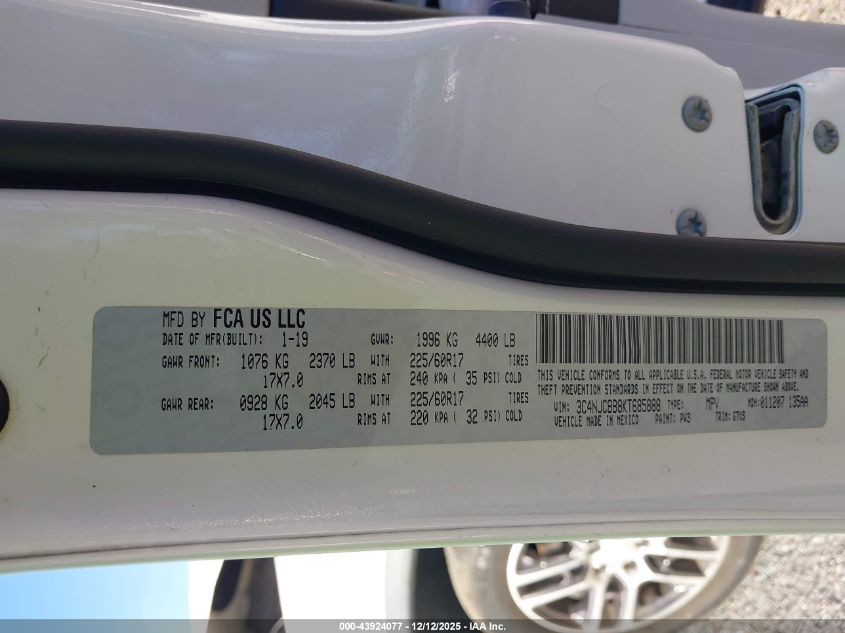 MFD BY FCA US LLC
DATE OF MFR(BUILT): 1-19 GVWR: 1996 KG 4400 LB
GAWR FRONT: 1076 KG 2370 LB WITH 225/60R17 TIRES
17X7.0 RIMS AT 240 KPA ( 35 PSI) COLD
GAWR REAR: 0928 KG 2045 LB WITH 225/60R17 TIRES
17X7.0 RIMS AT 220 KPA ( 32 PSI) COLD
THIS VEHICLE CONFORMS TO ALL APPLICABLE U.S.A. FEDERAL MOTOR VEHICLE SAFETY AND
THEFT PREVENTION STANDARDS IN EFFECT ON THE DATE OF MANUFACTURE SHOWN ABOVE.
VIN: 3C4NJCBB8KT685888 TYPE: MPV MDH: 011207 135AA
VEHICLE MADE IN MEXICO PAINT: PW3 TRIM: G7X9
000-43924077 - 12/12/2025 - IAA Inc.